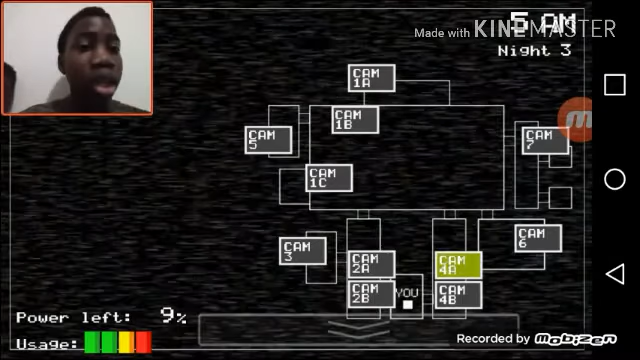 5 AM
Made with KINEMASTER
Night 3
CAM 1A
CAM 1B
CAM 5
CAM 7
CAM 1C
CAM 6
CAM 3
CAM 2A
CAM 4A
CAM 2B
YOU
CAM 4B
Power left: 9%
Usage:
Recorded by mobizen